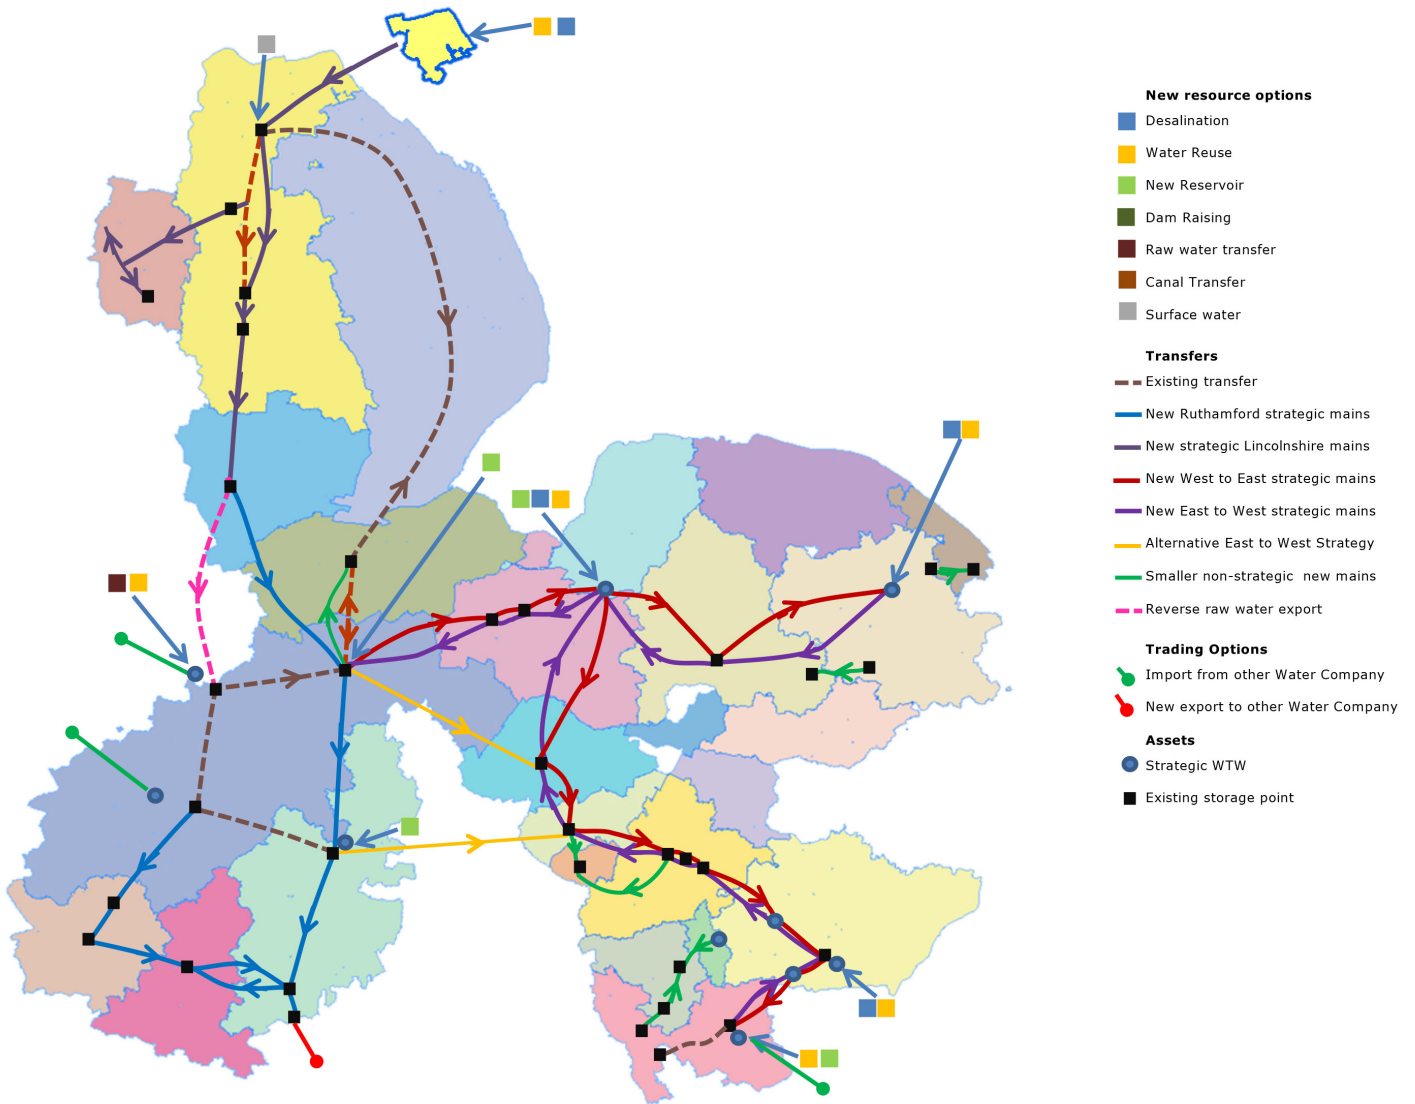 New resource options
Desalination
Water Reuse
New Reservoir
Dam Raising
Raw water transfer
Canal Transfer
Surface water
Transfers
Existing transfer
New Ruthamford strategic mains
New strategic Lincolnshire mains
New West to East strategic mains
New East to West strategic mains
Alternative East to West Strategy
Smaller non-strategic  new mains
Reverse raw water export
Trading Options
Import from other Water Company
New export to other Water Company
Assets
Strategic WTW
Existing storage point